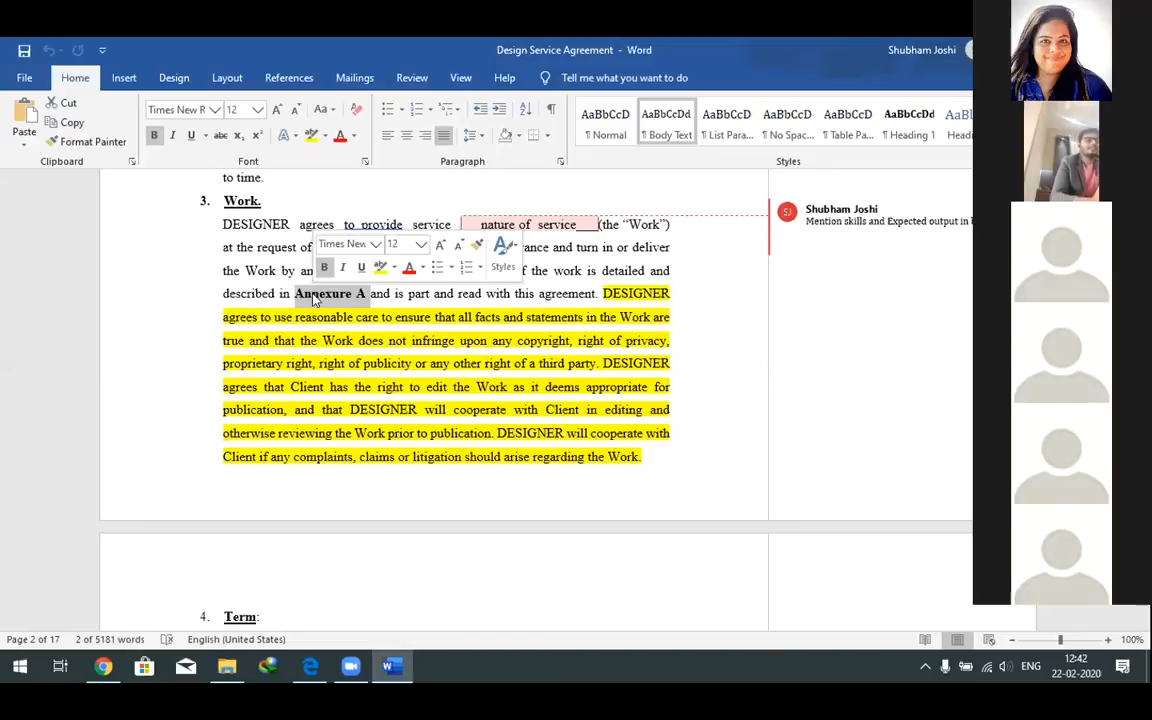 Design Service Agreement - Word
Shubham Joshi
File Home Insert Design Layout References Mailings Review View Help Tell me what you want to do
Paste
Cut
Copy
Format Painter
Clipboard
Times New R 12
Font
Paragraph
AaBbCcD AaBbCcDd AaBbCcD AaBbCcD AaBbCcD AaBbCcD
¶ Normal ¶ Body Text ¶ List Para... ¶ No Spac... ¶ Table Pa... ¶ Heading 1
Styles
to time.
3. Work.
DESIGNER agrees to provide service nature of service (the “Work”)
at the request of
Times New 12
Styles
and turn in or deliver
the Work by
of the work is detailed and
described in Annexure A and is part and read with this agreement. DESIGNER
agrees to use reasonable care to ensure that all facts and statements in the Work are
true and that the Work does not infringe upon any copyright, right of privacy,
proprietary right, right of publicity or any other right of a third party. DESIGNER
agrees that Client has the right to edit the Work as it deems appropriate for
publication, and that DESIGNER will cooperate with Client in editing and
otherwise reviewing the Work prior to publication. DESIGNER will cooperate with
Client if any complaints, claims or litigation should arise regarding the Work.
4. Term:
SJ
Shubham Joshi
Mention skills and Expected output in
Page 2 of 17 2 of 5181 words English (United States)
100%
ENG
12:42
22-02-2020